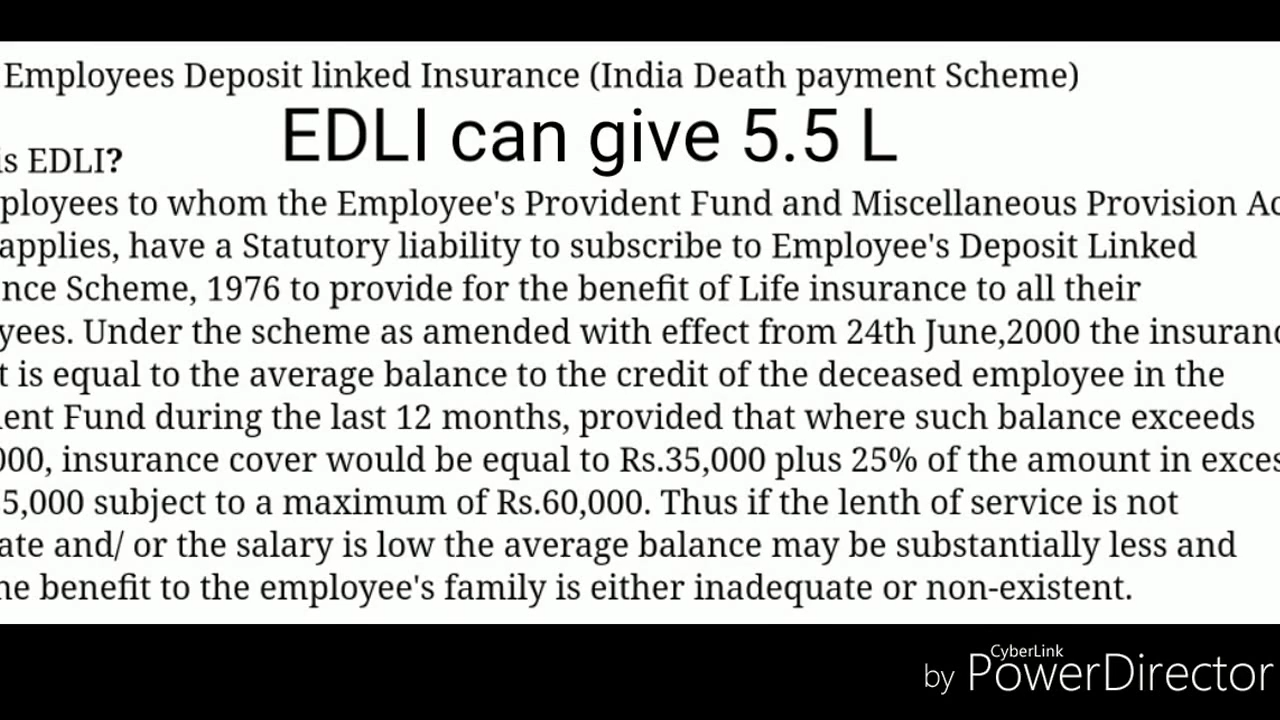 Employees Deposit linked Insurance (India Death payment Scheme)
EDLI can give 5.5 L
is EDLI?
ployees to whom the Employee's Provident Fund and Miscellaneous Provision Ac
applies, have a Statutory liability to subscribe to Employee's Deposit Linked
nce Scheme, 1976 to provide for the benefit of Life insurance to all their
yees. Under the scheme as amended with effect from 24th June,2000 the insuranc
t is equal to the average balance to the credit of the deceased employee in the
ent Fund during the last 12 months, provided that where such balance exceeds
000, insurance cover would be equal to Rs.35,000 plus 25% of the amount in exces
5,000 subject to a maximum of Rs.60,000. Thus if the lenth of service is not
ate and/ or the salary is low the average balance may be substantially less and
he benefit to the employee's family is either inadequate or non-existent.
CyberLink
by PowerDirector